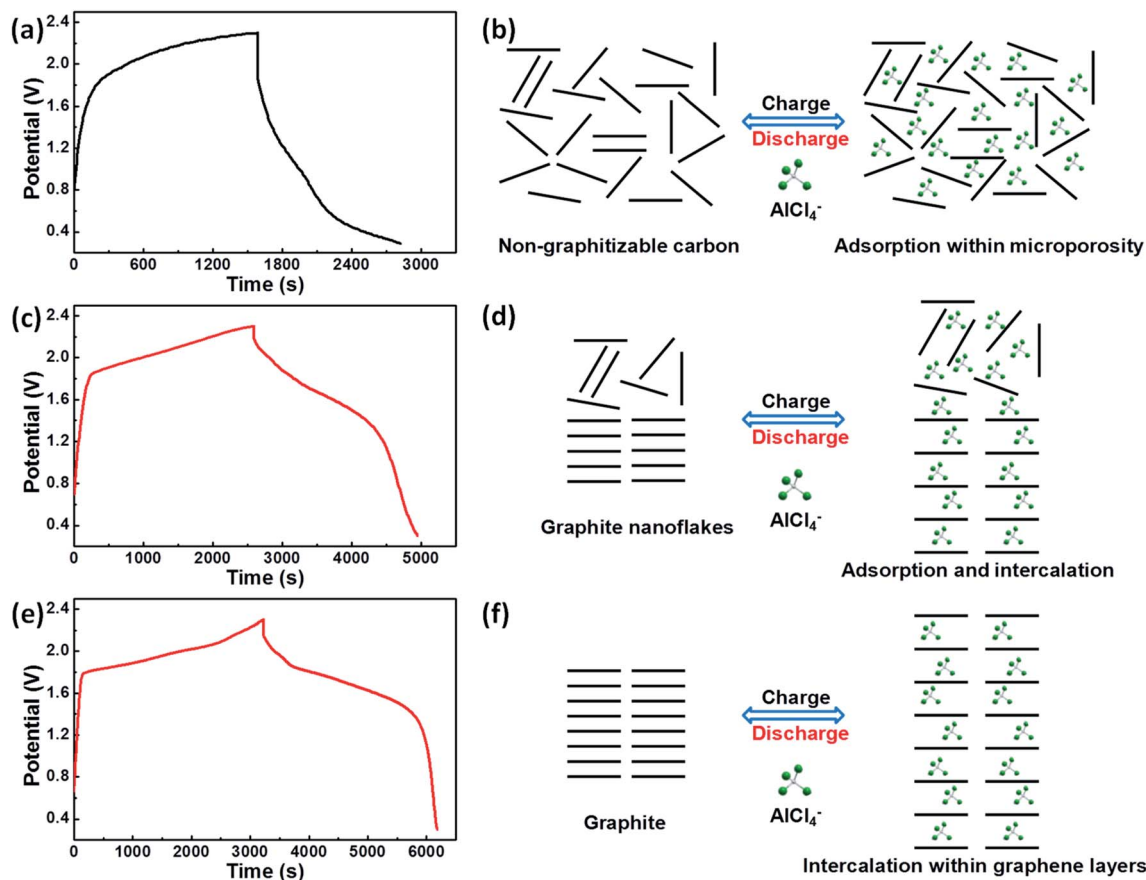 (a)
2.4
2.0
1.6
1.2
0.8
0.4
Potential (V)
0 600 1200 1800 2400 3000
Time (s)
(b)
Charge
Discharge
AlCl4-
Non-graphitizable carbon
Adsorption within microporosity
(c)
2.4
2.0
1.6
1.2
0.8
0.4
Potential (V)
0 1000 2000 3000 4000 5000
Time (s)
(d)
Charge
Discharge
AlCl4-
Graphite nanoflakes
Adsorption and intercalation
(e)
2.4
2.0
1.6
1.2
0.8
0.4
Potential (V)
0 1000 2000 3000 4000 5000 6000
Time (s)
(f)
Charge
Discharge
AlCl4-
Graphite
Intercalation within graphene layers